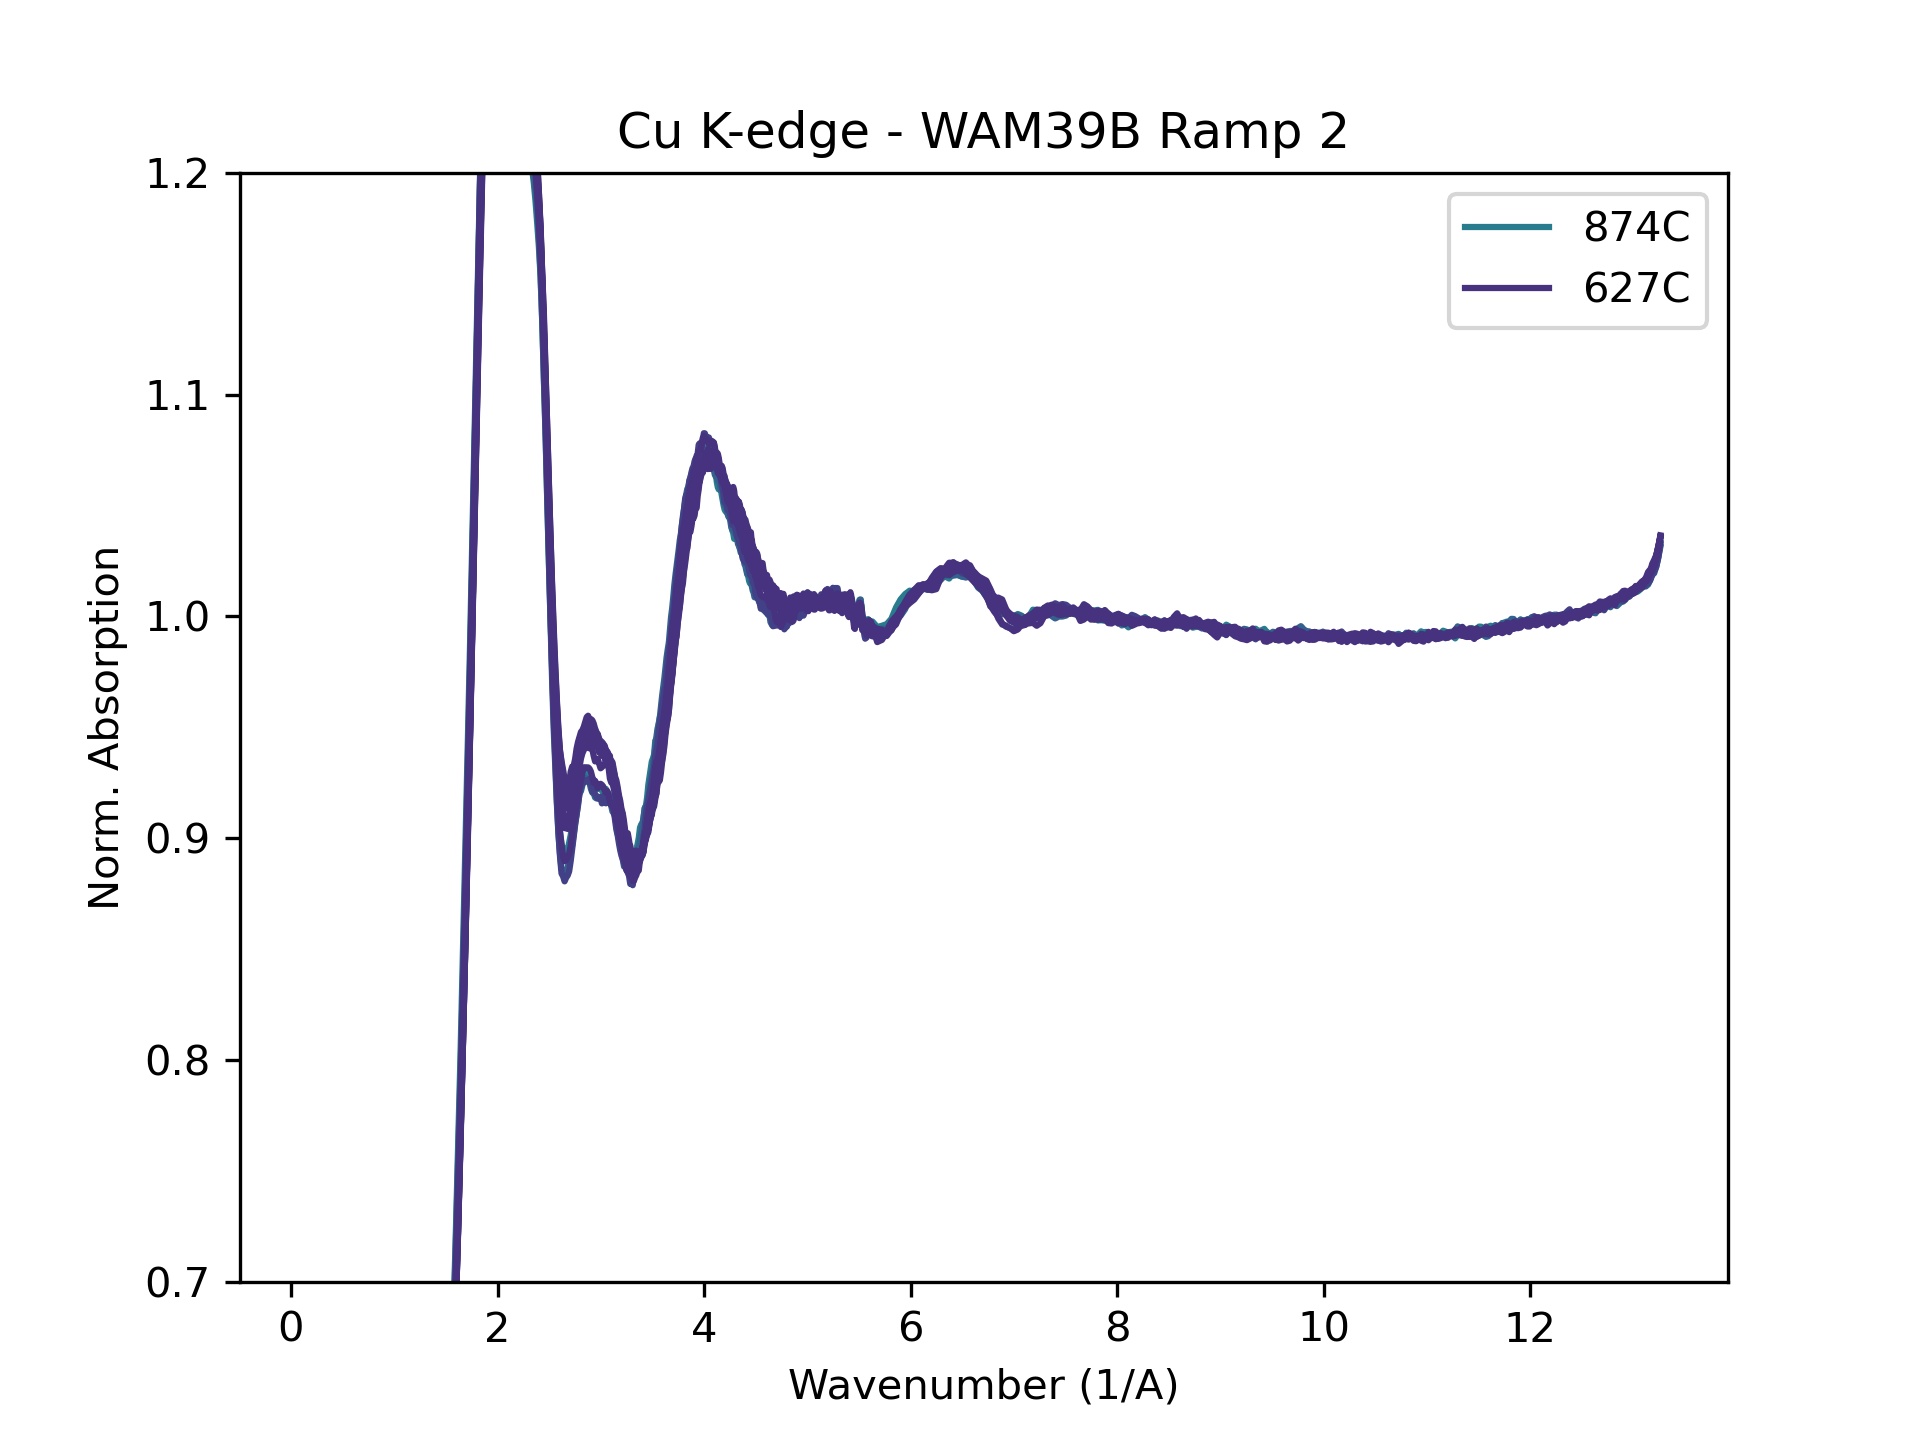 Cu K-edge - WAM39B Ramp 2
1.2
1.1
1.0
0.9
0.8
0.7
Norm. Absorption
874C
627C
0 2 4 6 8 10 12
Wavenumber (1/A)